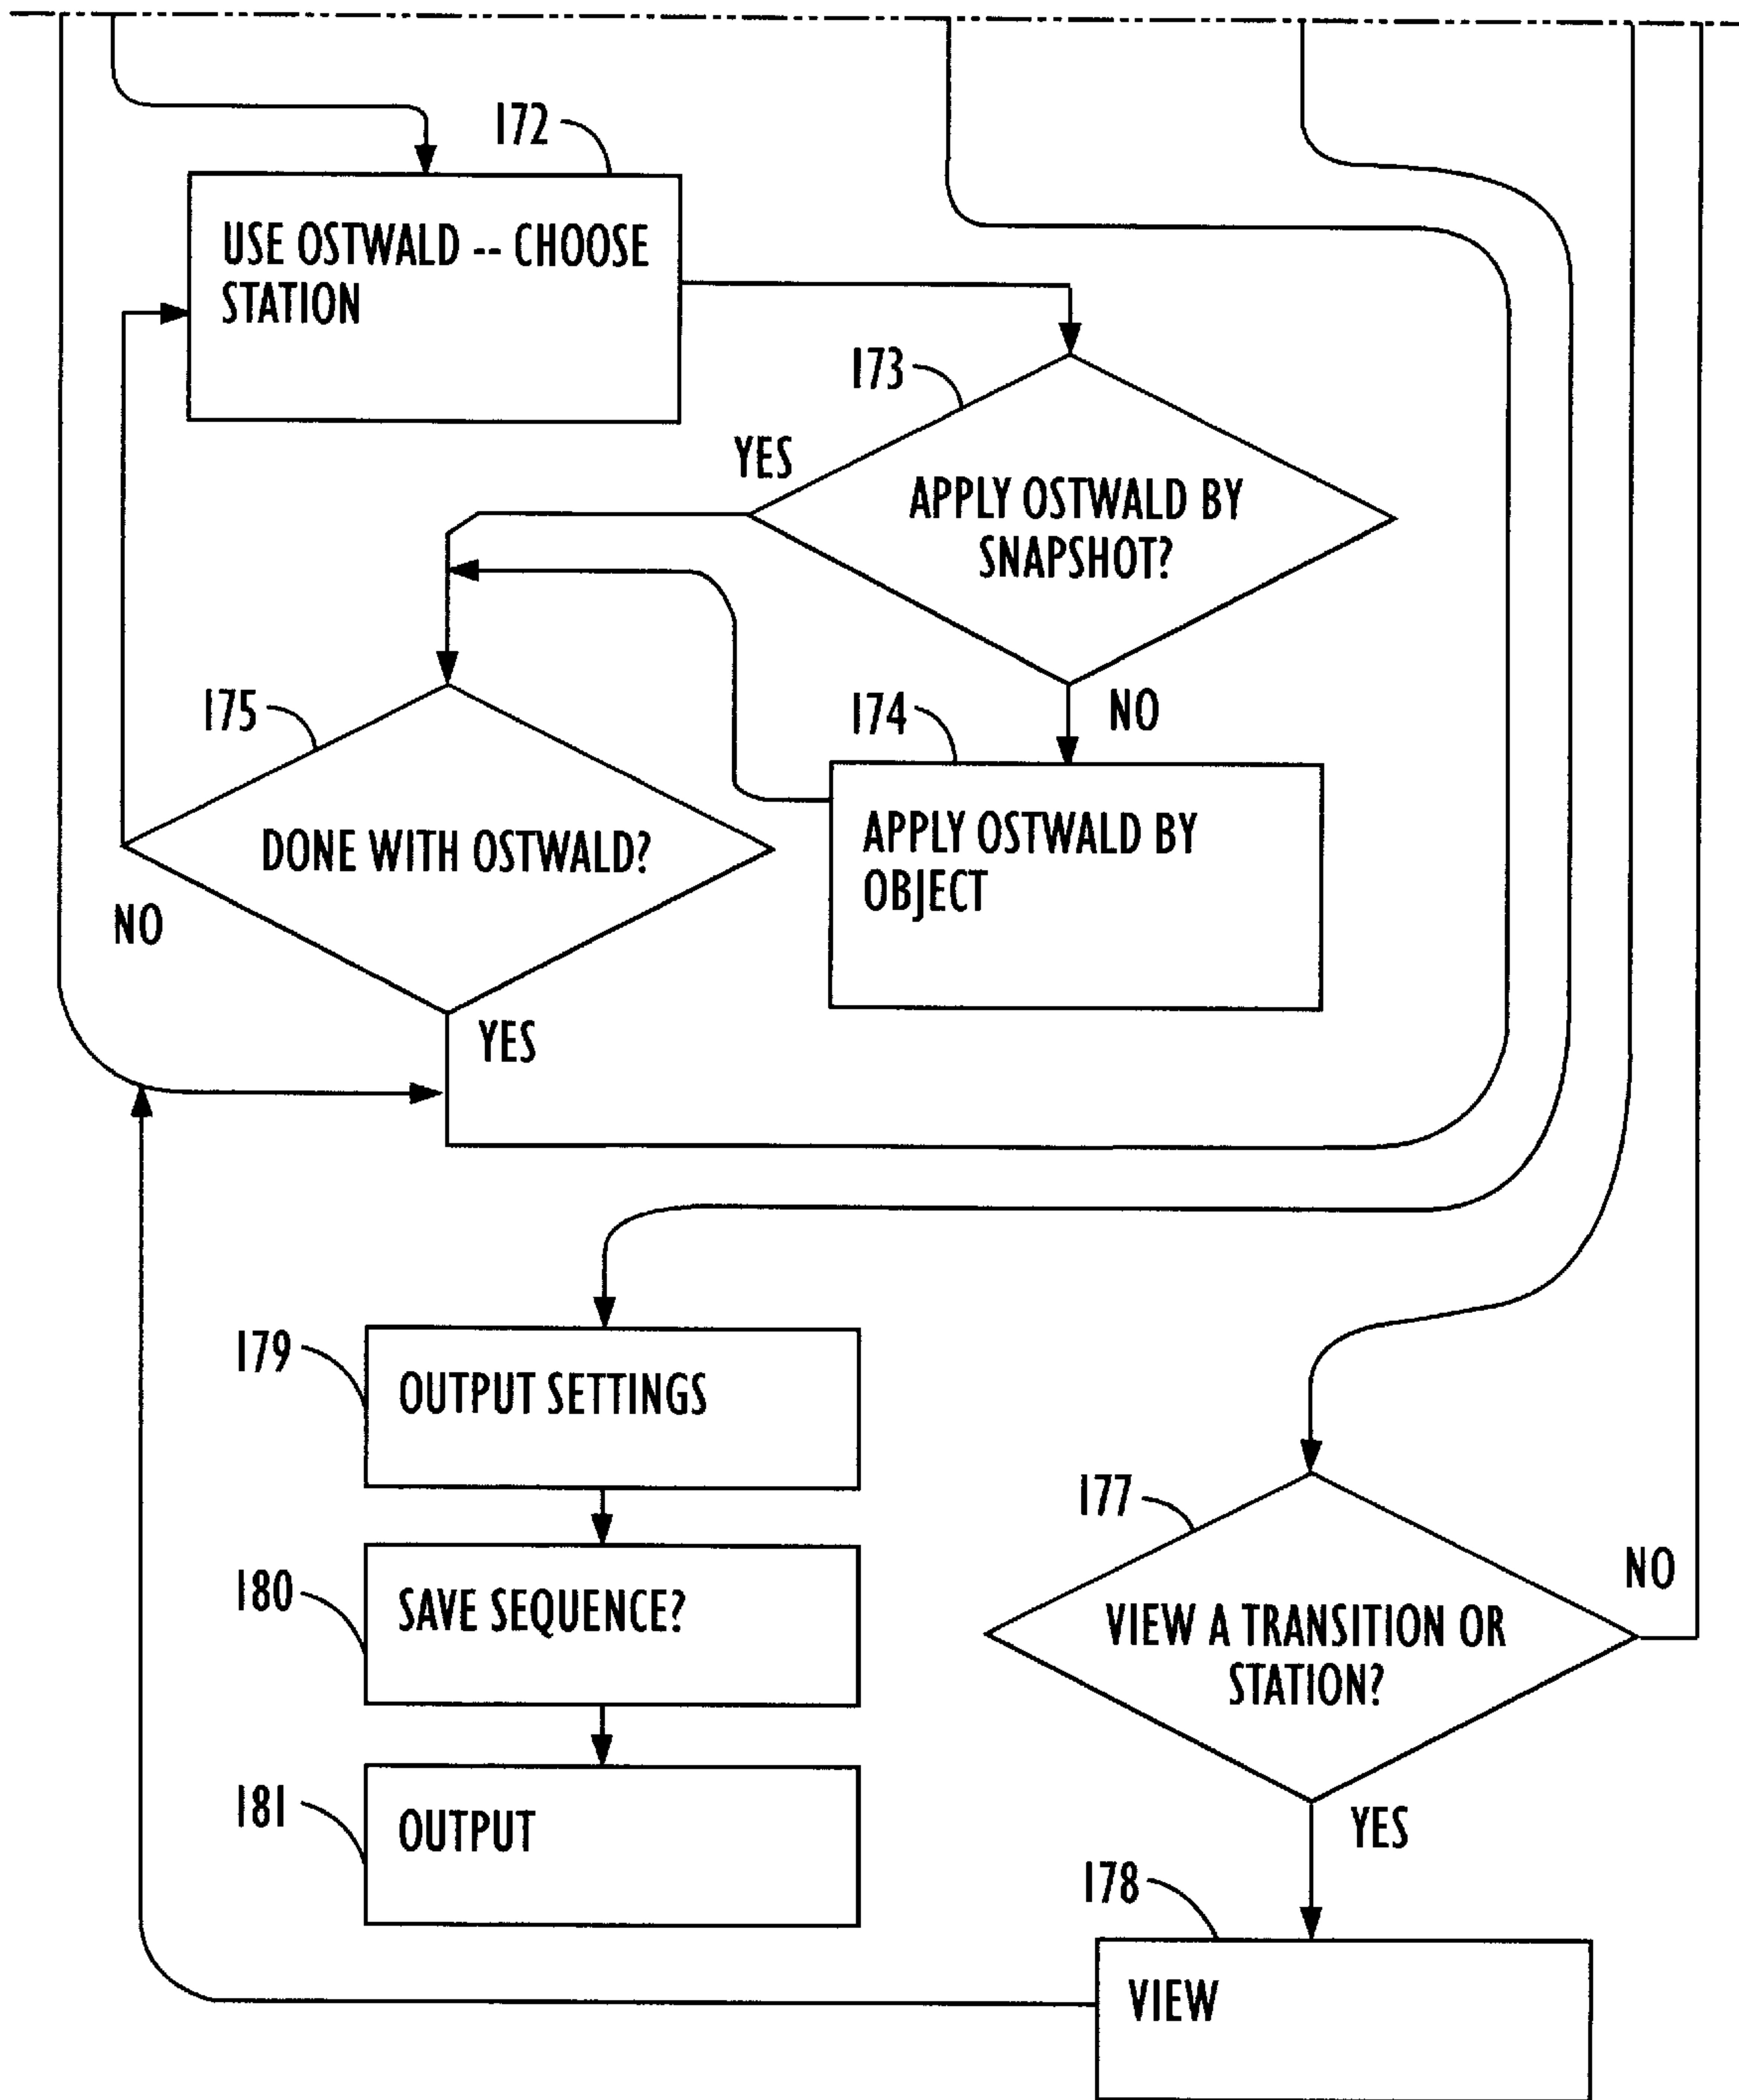 172
USE OSTWALD -- CHOOSE
STATION
173
YES
APPLY OSTWALD BY
SNAPSHOT?
NO
174
APPLY OSTWALD BY
OBJECT
175
DONE WITH OSTWALD?
NO
YES
179
OUTPUT SETTINGS
180
SAVE SEQUENCE?
181
OUTPUT
177
VIEW A TRANSITION OR
STATION?
NO
YES
178
VIEW